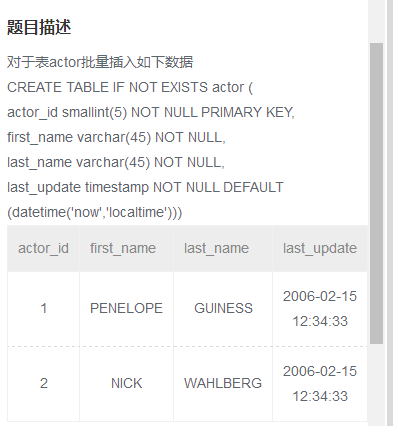 题目描述
对于表actor批量插入如下数据
CREATE TABLE IF NOT EXISTS actor (
actor_id smallint(5) NOT NULL PRIMARY KEY,
first_name varchar(45) NOT NULL,
last_name varchar(45) NOT NULL,
last_update timestamp NOT NULL DEFAULT
(datetime('now','localtime')))
actor_id first_name last_name last_update
1 PENELOPE GUINESS 2006-02-15
12:34:33
2 NICK WAHLBERG 2006-02-15
12:34:33